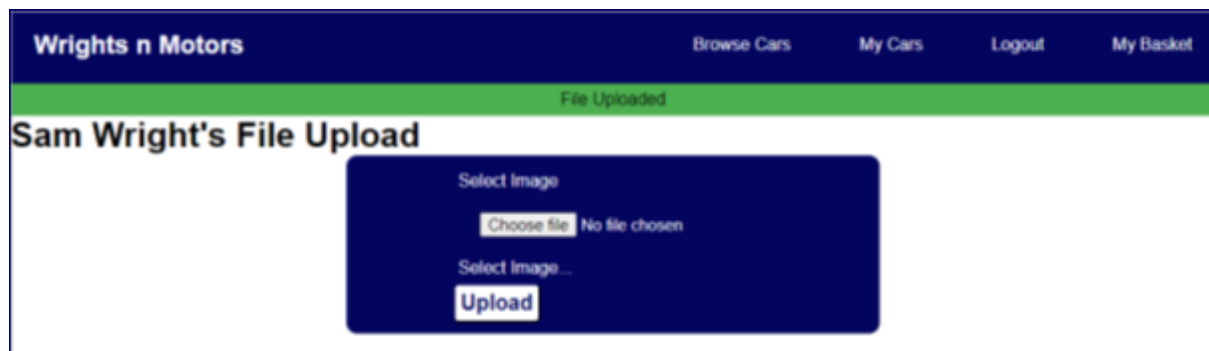 Wrights n Motors Browse Cars My Cars Logout My Basket
File Uploaded
Sam Wright's File Upload
Select Image
Choose file No file chosen
Select Image...
Upload